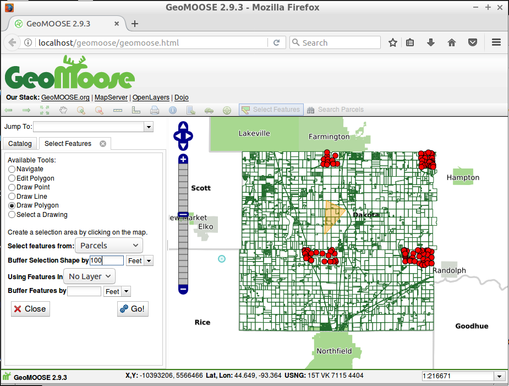 GeoMOOSE 2.9.3 - Mozilla Firefox
GeoMOOSE 2.9.3
localhost/geomoose/geomoose.html
Search
GeoMoose
Our Stack: GeoMOOSE.org | MapServer | OpenLayers | Dojo
Select Features
Search Parcels
Jump To:
Catalog
Select Features
Available Tools:
Navigate
Edit Polygon
Draw Point
Draw Line
Draw Polygon
Select a Drawing
Create a selection area by clicking on the map.
Select features from: Parcels
Buffer Selection Shape by 100 Feet
Using Features In No Layer
Buffer Features by Feet
Close
Go!
Lakeville
Farmington
Hampton
Scott
Dakota
ew market
Elko
Randolph
Rice
Goodhue
Northfield
GeoMOOSE 2.9.3
X,Y: -10393206, 5566466 Lat, Lon: 44.649, -93.364 USNG: 15T VK 7115 4404
1:216671